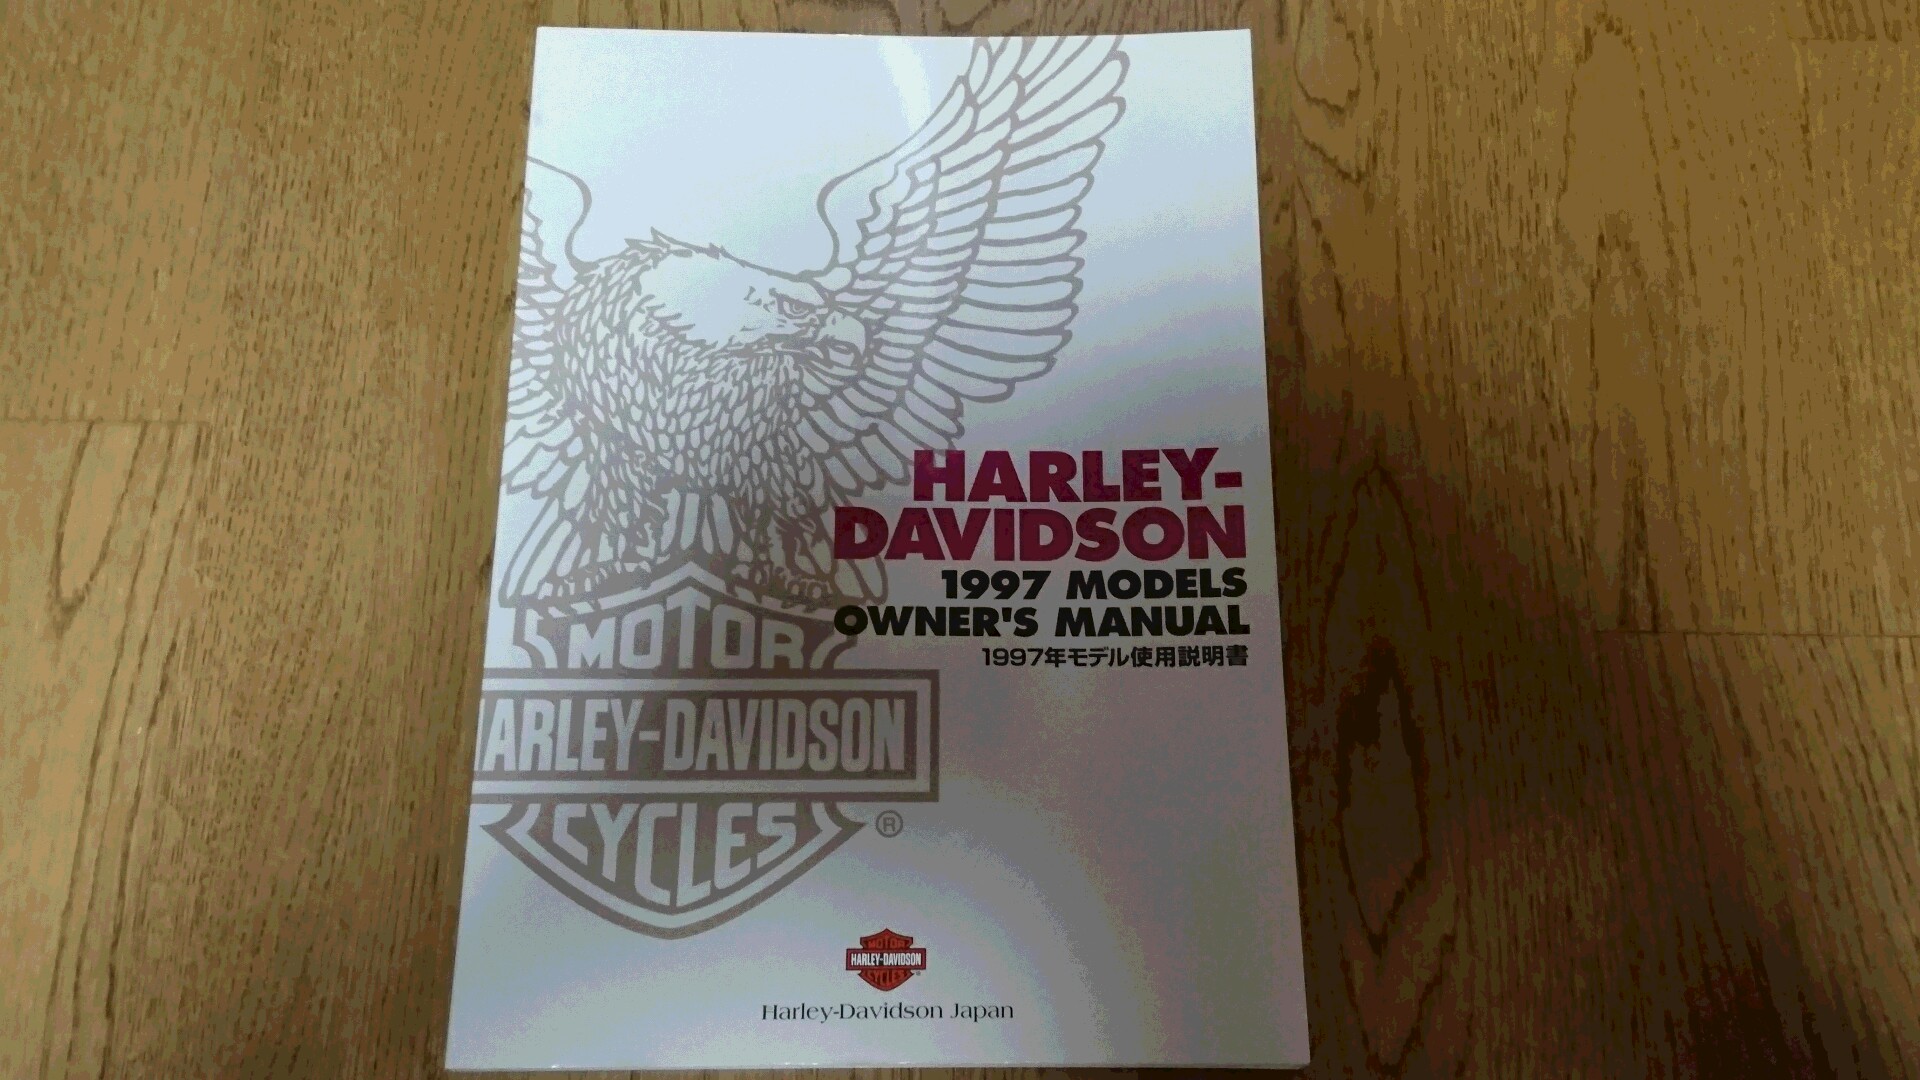 HARLEY-
DAVIDSON
1997 MODELS
OWNER'S MANUAL
1997年モデル使用説明書
MOTOR
HARLEY-DAVIDSON
CYCLES
®
MOTOR
HARLEY-DAVIDSON
CYCLES
Harley-Davidson Japan